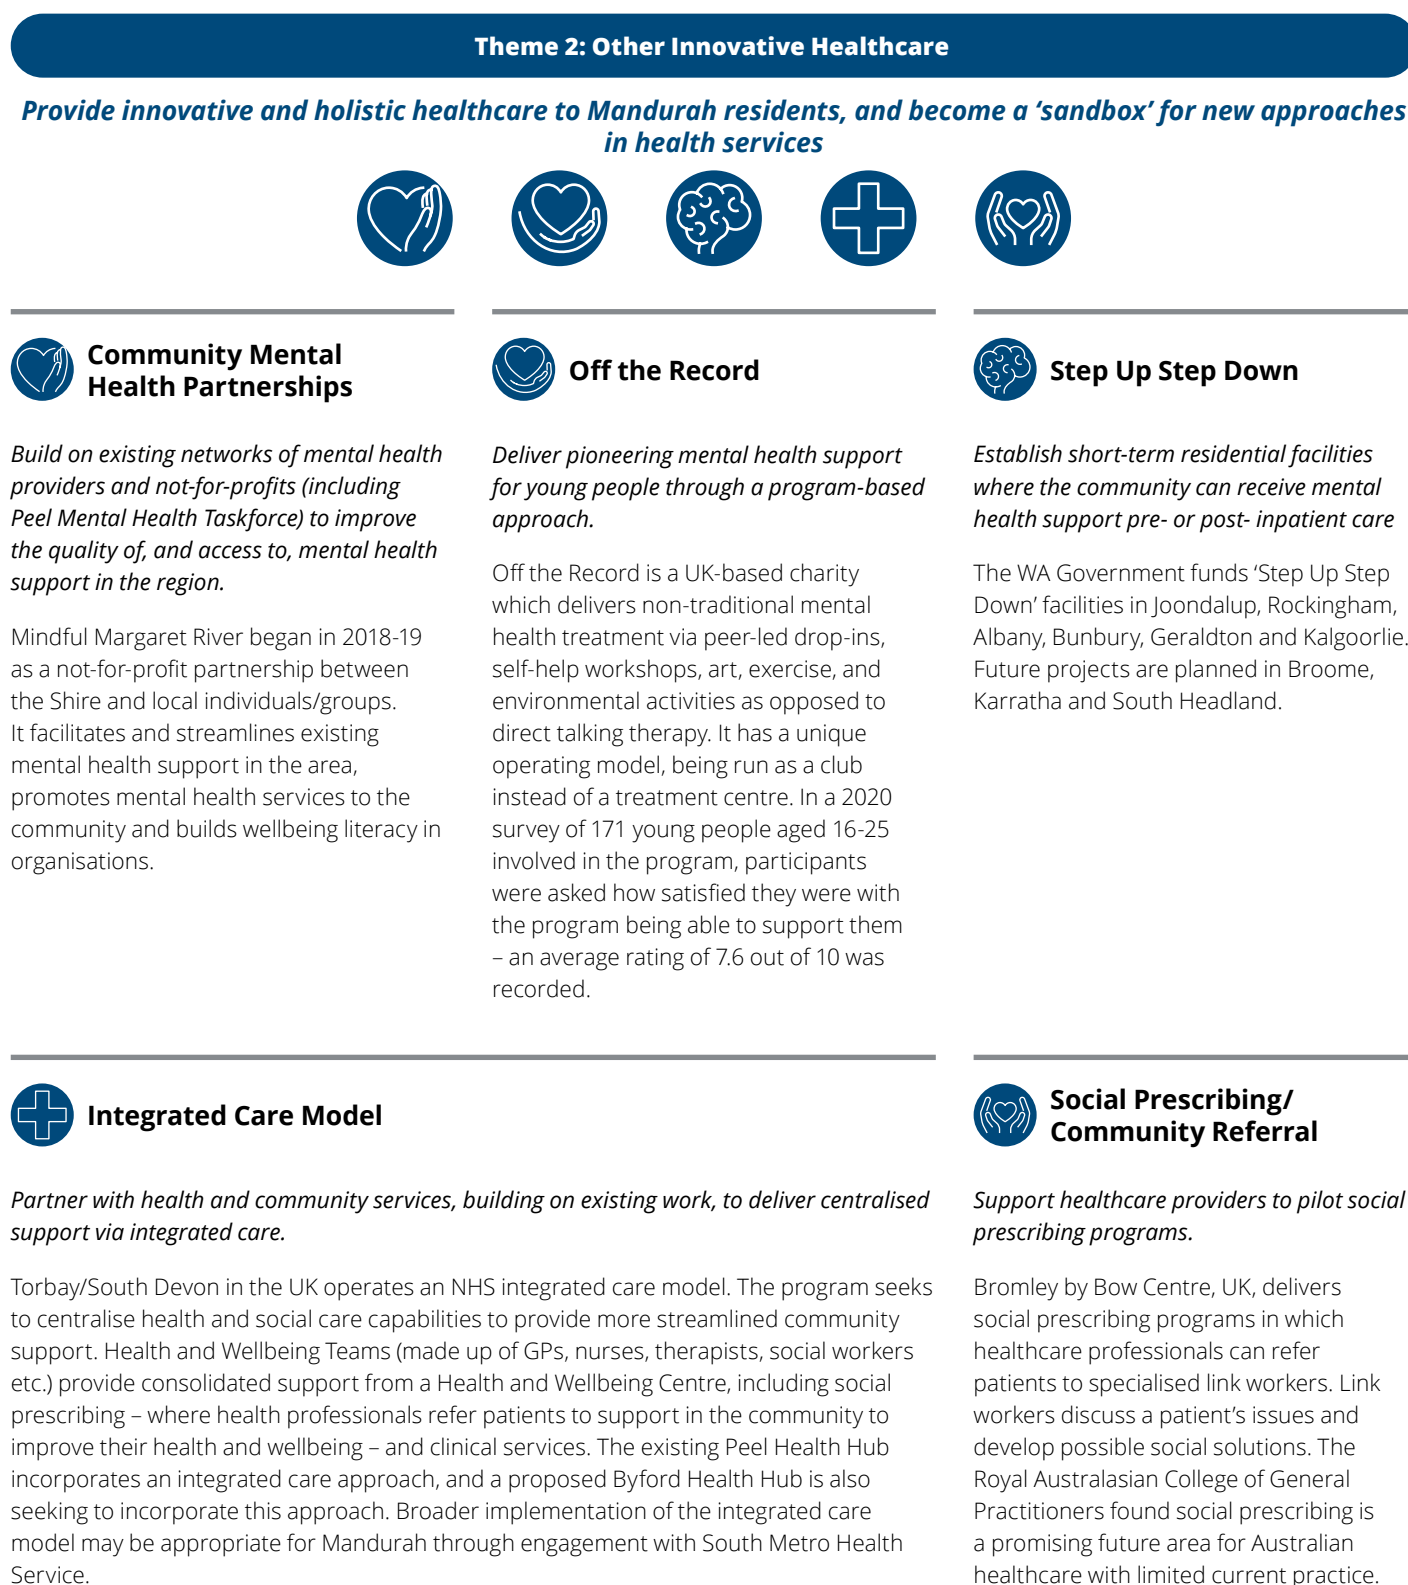 Theme 2: Other Innovative Healthcare
Provide innovative and holistic healthcare to Mandurah residents, and become a ‘sandbox’ for new approaches
in health services
Community Mental
Health Partnerships
Build on existing networks of mental health
providers and not-for-profits (including
Peel Mental Health Taskforce) to improve
the quality of, and access to, mental health
support in the region.
Mindful Margaret River began in 2018-19
as a not-for-profit partnership between
the Shire and local individuals/groups.
It facilitates and streamlines existing
mental health support in the area,
promotes mental health services to the
community and builds wellbeing literacy in
organisations.
Off the Record
Deliver pioneering mental health support
for young people through a program-based
approach.
Off the Record is a UK-based charity
which delivers non-traditional mental
health treatment via peer-led drop-ins,
self-help workshops, art, exercise, and
environmental activities as opposed to
direct talking therapy. It has a unique
operating model, being run as a club
instead of a treatment centre. In a 2020
survey of 171 young people aged 16-25
involved in the program, participants
were asked how satisfied they were with
the program being able to support them
– an average rating of 7.6 out of 10 was
recorded.
Step Up Step Down
Establish short-term residential facilities
where the community can receive mental
health support pre- or post- inpatient care
The WA Government funds ‘Step Up Step
Down’ facilities in Joondalup, Rockingham,
Albany, Bunbury, Geraldton and Kalgoorlie.
Future projects are planned in Broome,
Karratha and South Headland.
Integrated Care Model
Partner with health and community services, building on existing work, to deliver centralised
support via integrated care.
Torbay/South Devon in the UK operates an NHS integrated care model. The program seeks
to centralise health and social care capabilities to provide more streamlined community
support. Health and Wellbeing Teams (made up of GPs, nurses, therapists, social workers
etc.) provide consolidated support from a Health and Wellbeing Centre, including social
prescribing – where health professionals refer patients to support in the community to
improve their health and wellbeing – and clinical services. The existing Peel Health Hub
incorporates an integrated care approach, and a proposed Byford Health Hub is also
seeking to incorporate this approach. Broader implementation of the integrated care
model may be appropriate for Mandurah through engagement with South Metro Health
Service.
Social Prescribing/
Community Referral
Support healthcare providers to pilot social
prescribing programs.
Bromley by Bow Centre, UK, delivers
social prescribing programs in which
healthcare professionals can refer
patients to specialised link workers. Link
workers discuss a patient’s issues and
develop possible social solutions. The
Royal Australasian College of General
Practitioners found social prescribing is
a promising future area for Australian
healthcare with limited current practice.